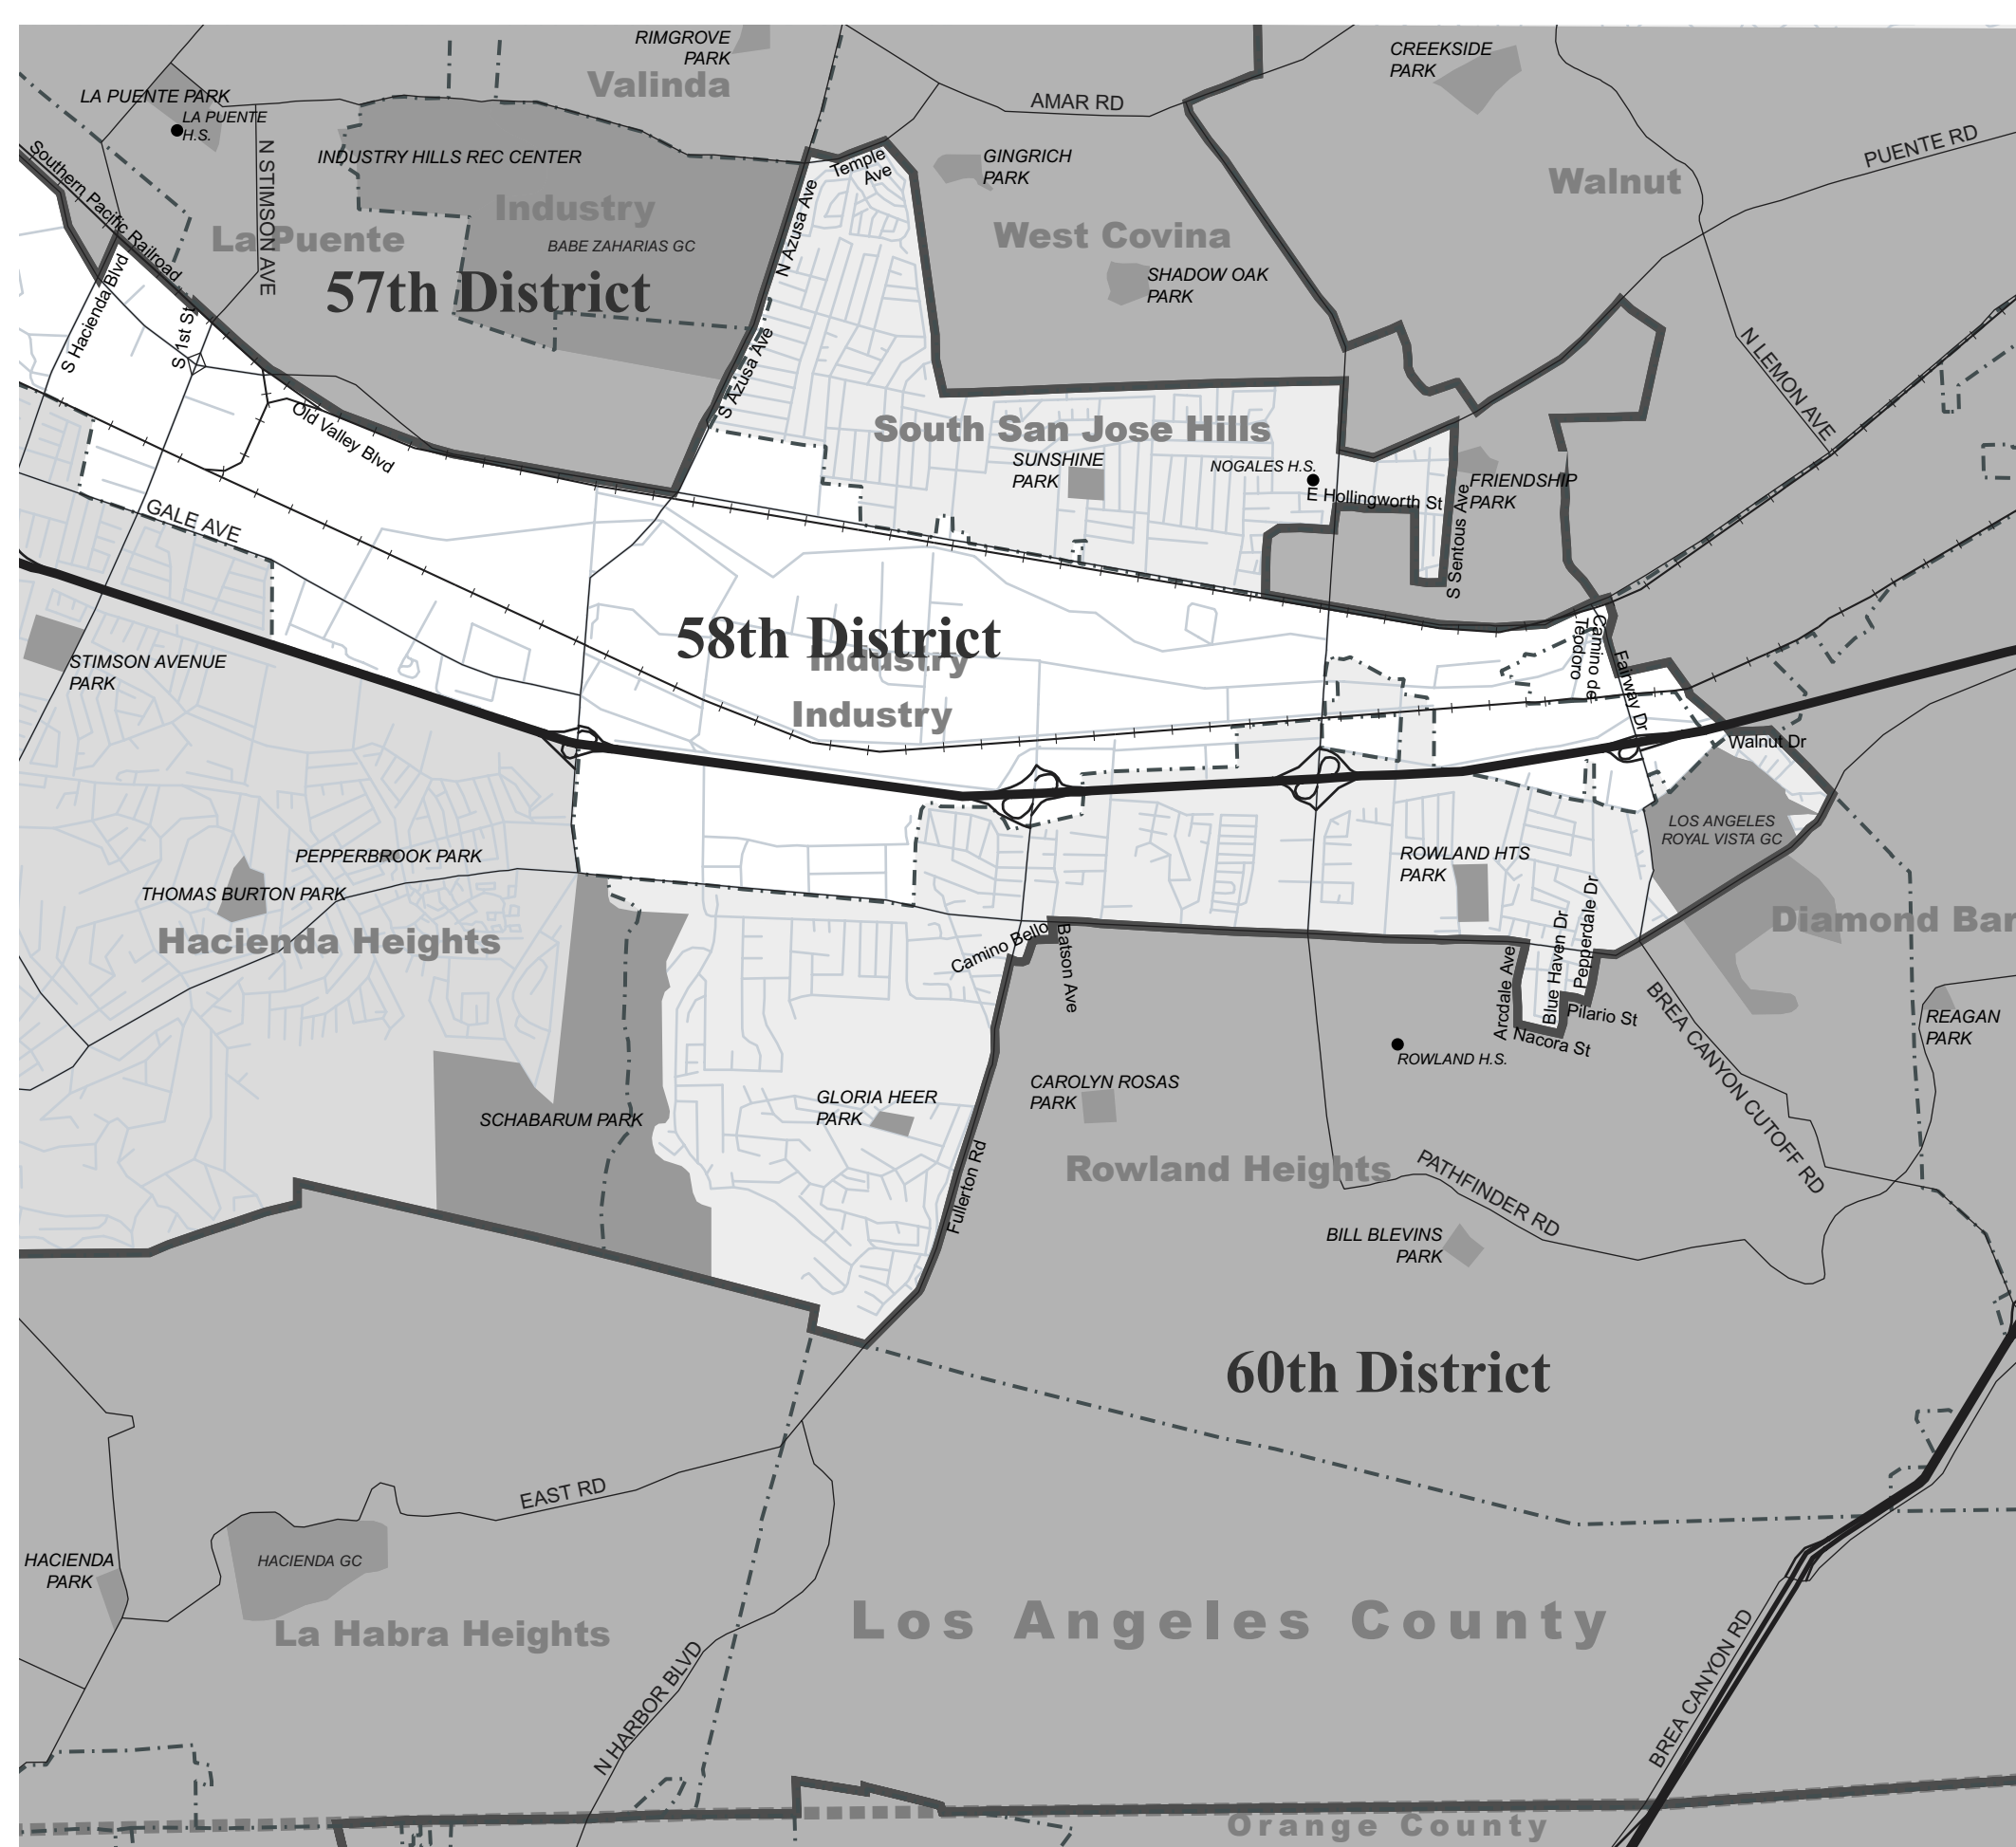 RIMGROVE
PARK
Valinda
CREEKSIDE
PARK
LA PUENTE PARK
LA PUENTE
H.S.
AMAR RD
PUENTE RD
Southern Pacific Railroad
N STIMSON AVE
INDUSTRY HILLS REC CENTER
Temple
Ave
GINGRICH
PARK
Walnut
Industry
La Puente
BABE ZAHARIAS GC
N Azusa Ave
West Covina
SHADOW OAK
PARK
57th District
S Hacienda Blvd
S 1st St
S Azusa Ave
N LEMON AVE
Old Valley Blvd
South San Jose Hills
SUNSHINE
PARK
NOGALES H.S.
E Hollingworth St
FRIENDSHIP
PARK
S Sentous Ave
GALE AVE
58th District
Industry
Industry
Camino de
Teodoro
Fairway Dr
STIMSON AVENUE
PARK
Walnut Dr
LOS ANGELES
ROYAL VISTA GC
PEPPERBROOK PARK
ROWLAND HTS
PARK
THOMAS BURTON PARK
Hacienda Heights
Diamond Bar
Camino Bello
Batson Ave
Arcdale Ave
Blue Haven Dr
Pepperdale Dr
Pilario St
Nacora St
BREA CANYON CUTOFF RD
REAGAN
PARK
ROWLAND H.S.
SCHABARUM PARK
GLORIA HEER
PARK
CAROLYN ROSAS
PARK
Fullerton Rd
Rowland Heights
PATHFINDER RD
BILL BLEVINS
PARK
60th District
EAST RD
HACIENDA
PARK
HACIENDA GC
La Habra Heights
Los Angeles County
N HARBOR BLVD
BREA CANYON RD
Orange County